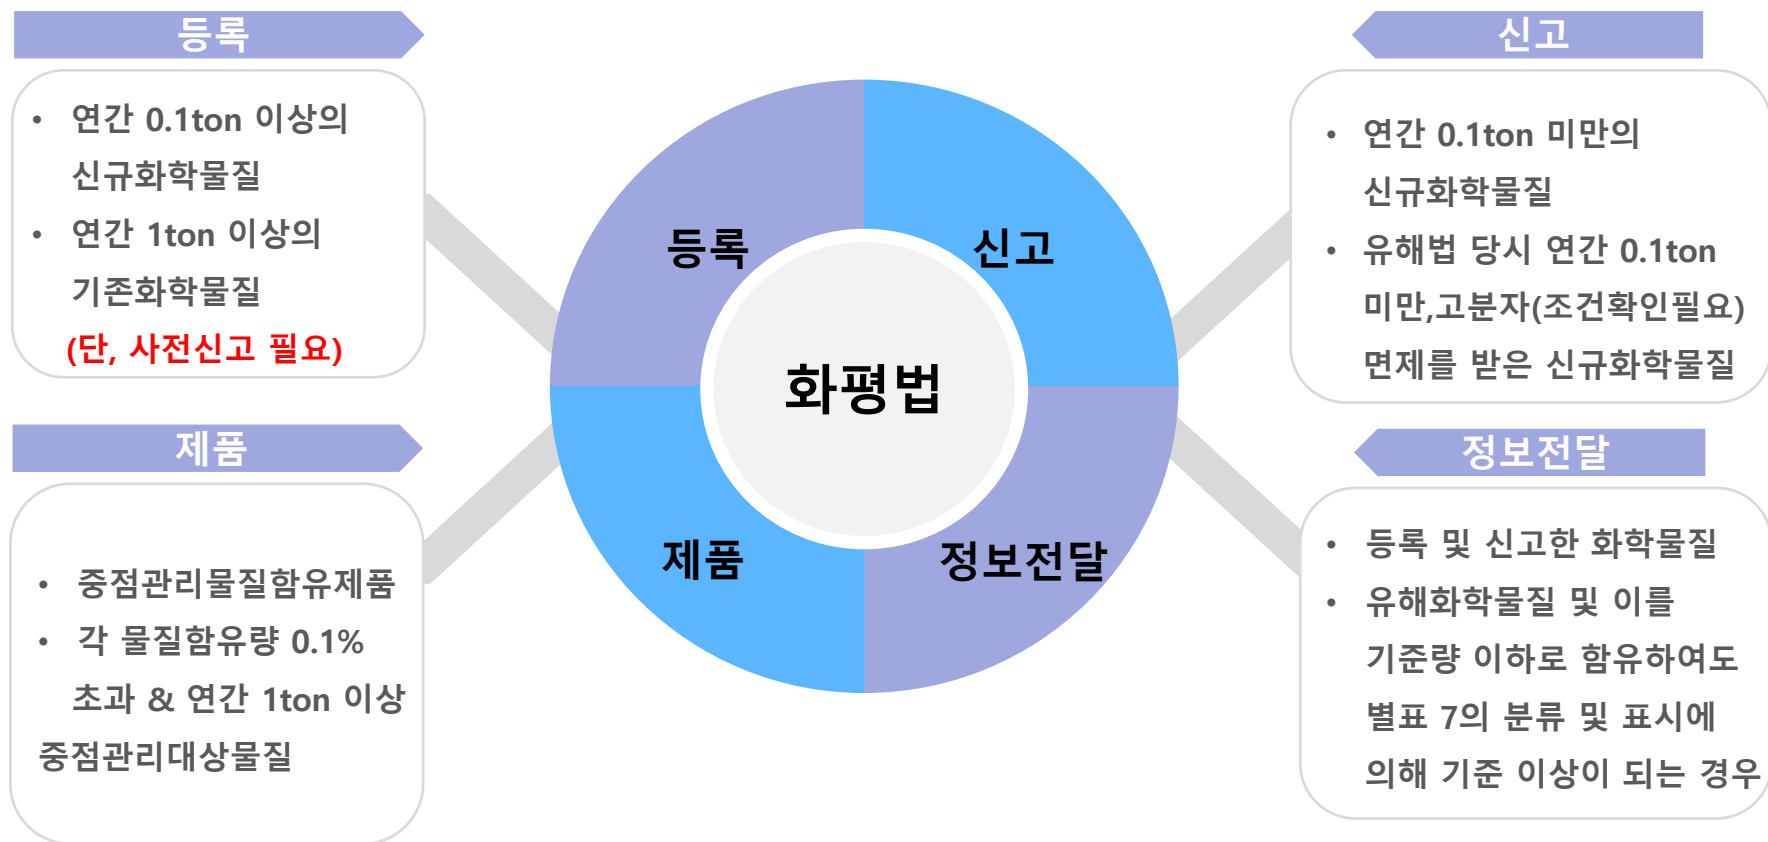 등록
• 연간 0.1ton 이상의
신규화학물질
• 연간 1ton 이상의
기존화학물질
(단, 사전신고 필요)
신고
• 연간 0.1ton 미만의
신규화학물질
• 유해법 당시 연간 0.1ton
미만,고분자(조건확인필요)
면제를 받은 신규화학물질
등록
신고
화평법
제품
정보전달
제품
• 중점관리물질함유제품
• 각 물질함유량 0.1%
초과 & 연간 1ton 이상
중점관리대상물질
정보전달
• 등록 및 신고한 화학물질
• 유해화학물질 및 이를
기준량 이하로 함유하여도
별표 7의 분류 및 표시에
의해 기준 이상이 되는 경우